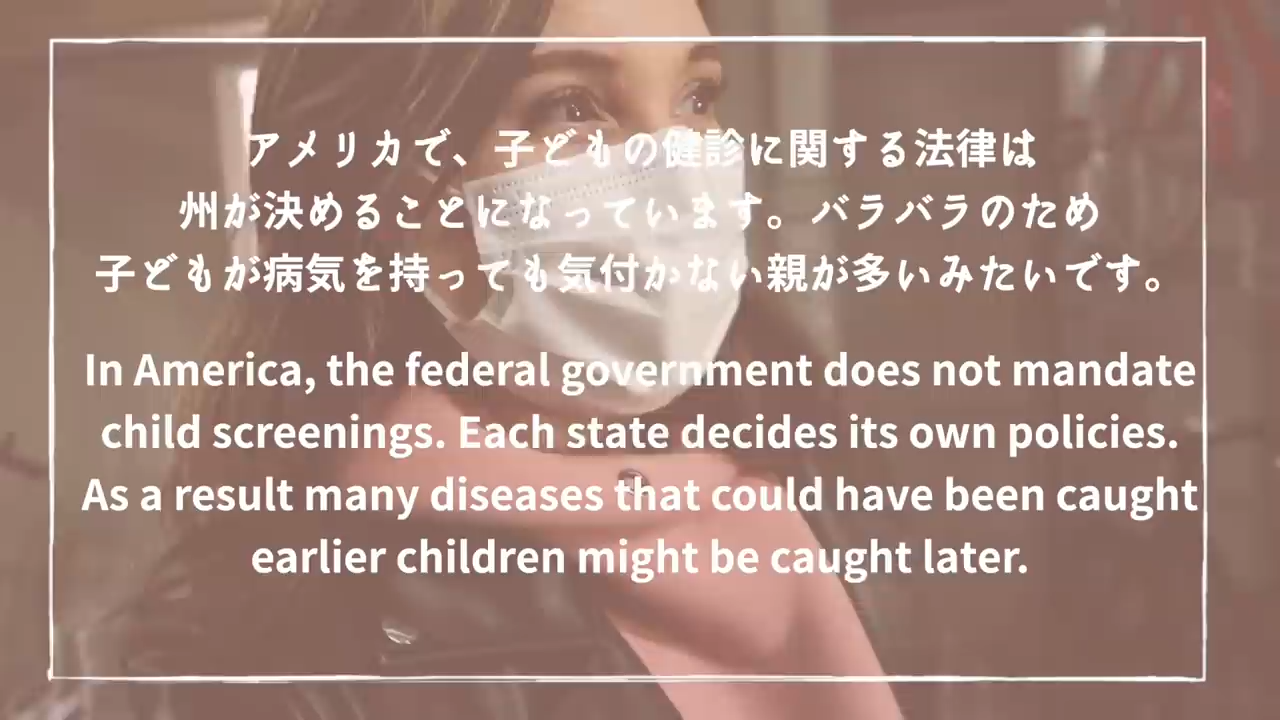 アメリカで、子どもの健診に関する法律は
州が決めることになっています。バラバラのため
子どもが病気を持っても気付かない親が多いみたいです。
In America, the federal government does not mandate
child screenings. Each state decides its own policies.
As a result many diseases that could have been caught
earlier children might be caught later.